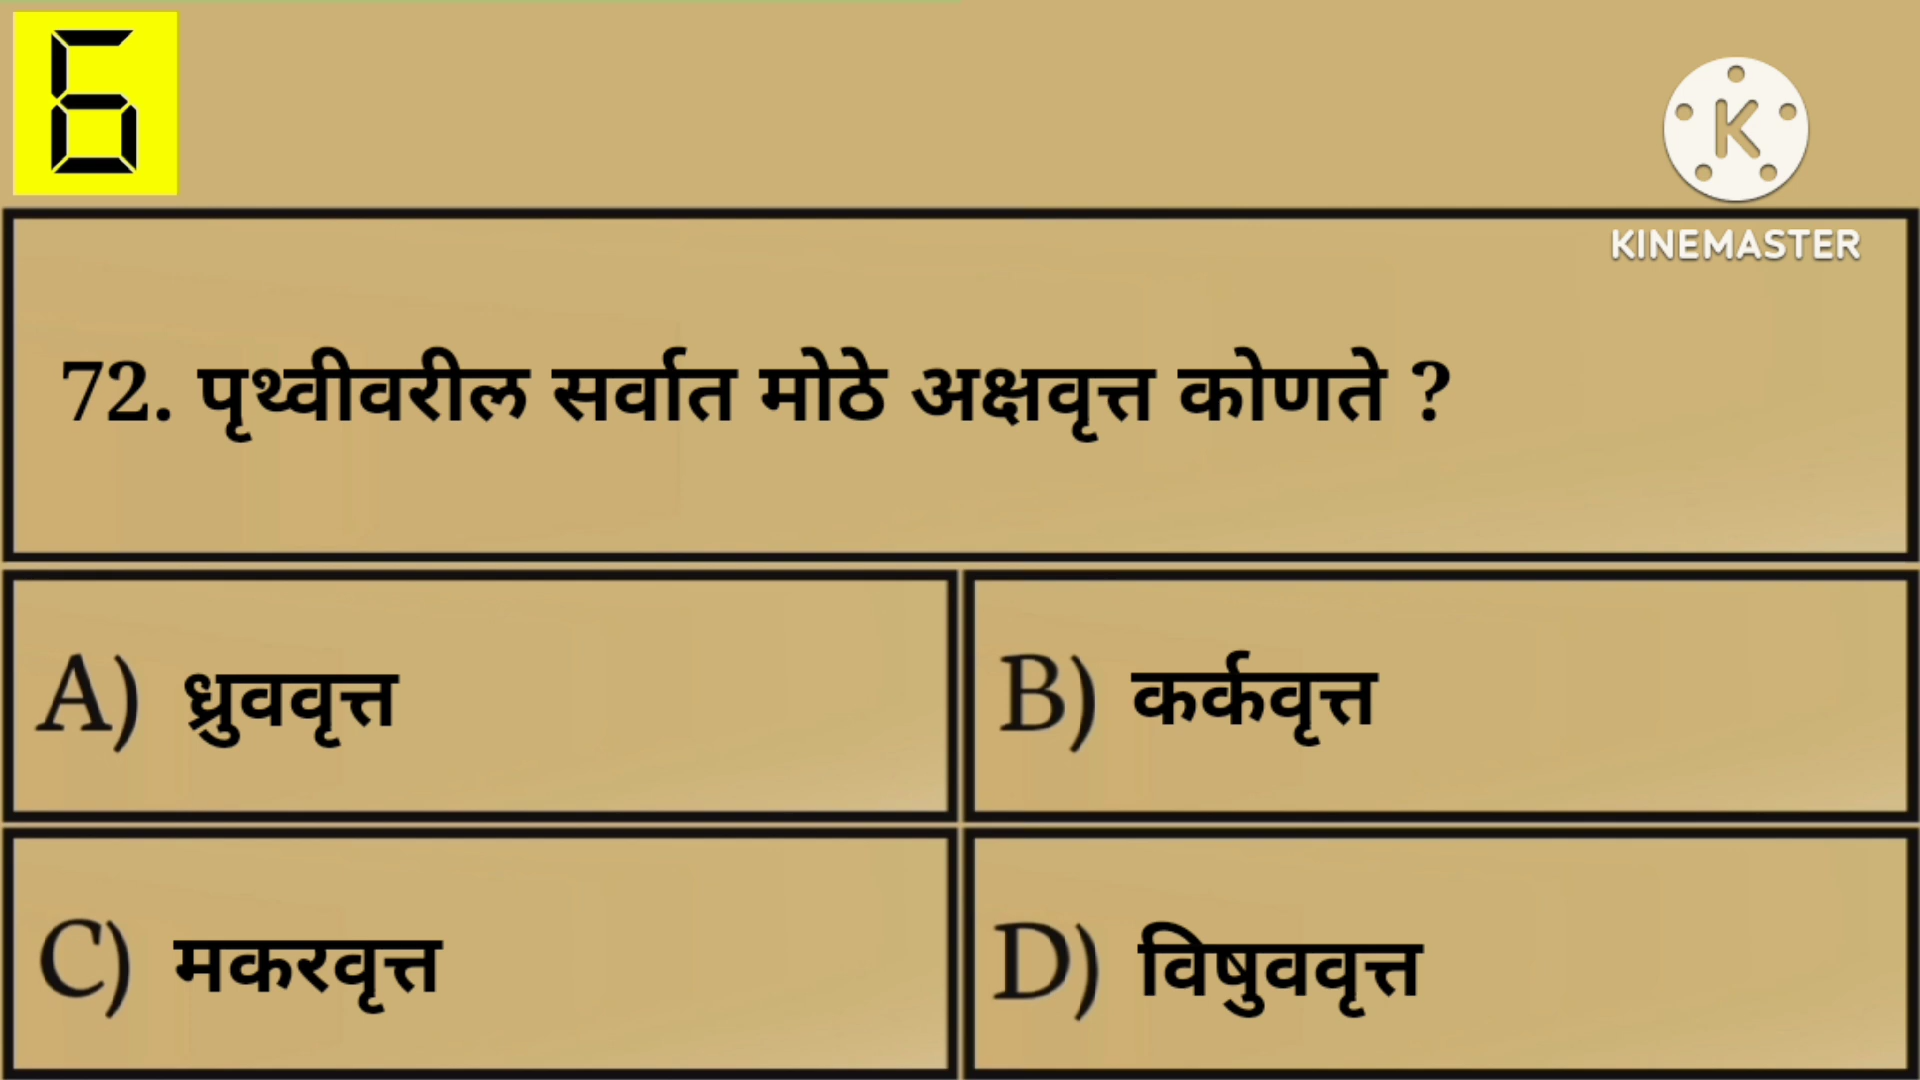 6
K
KINEMASTER
72. पृथ्वीवरील सर्वात मोठे अक्षवृत्त कोणते ?
A) ध्रुववृत्त
B) कर्कवृत्त
C) मकरवृत्त
D) विषुववृत्त